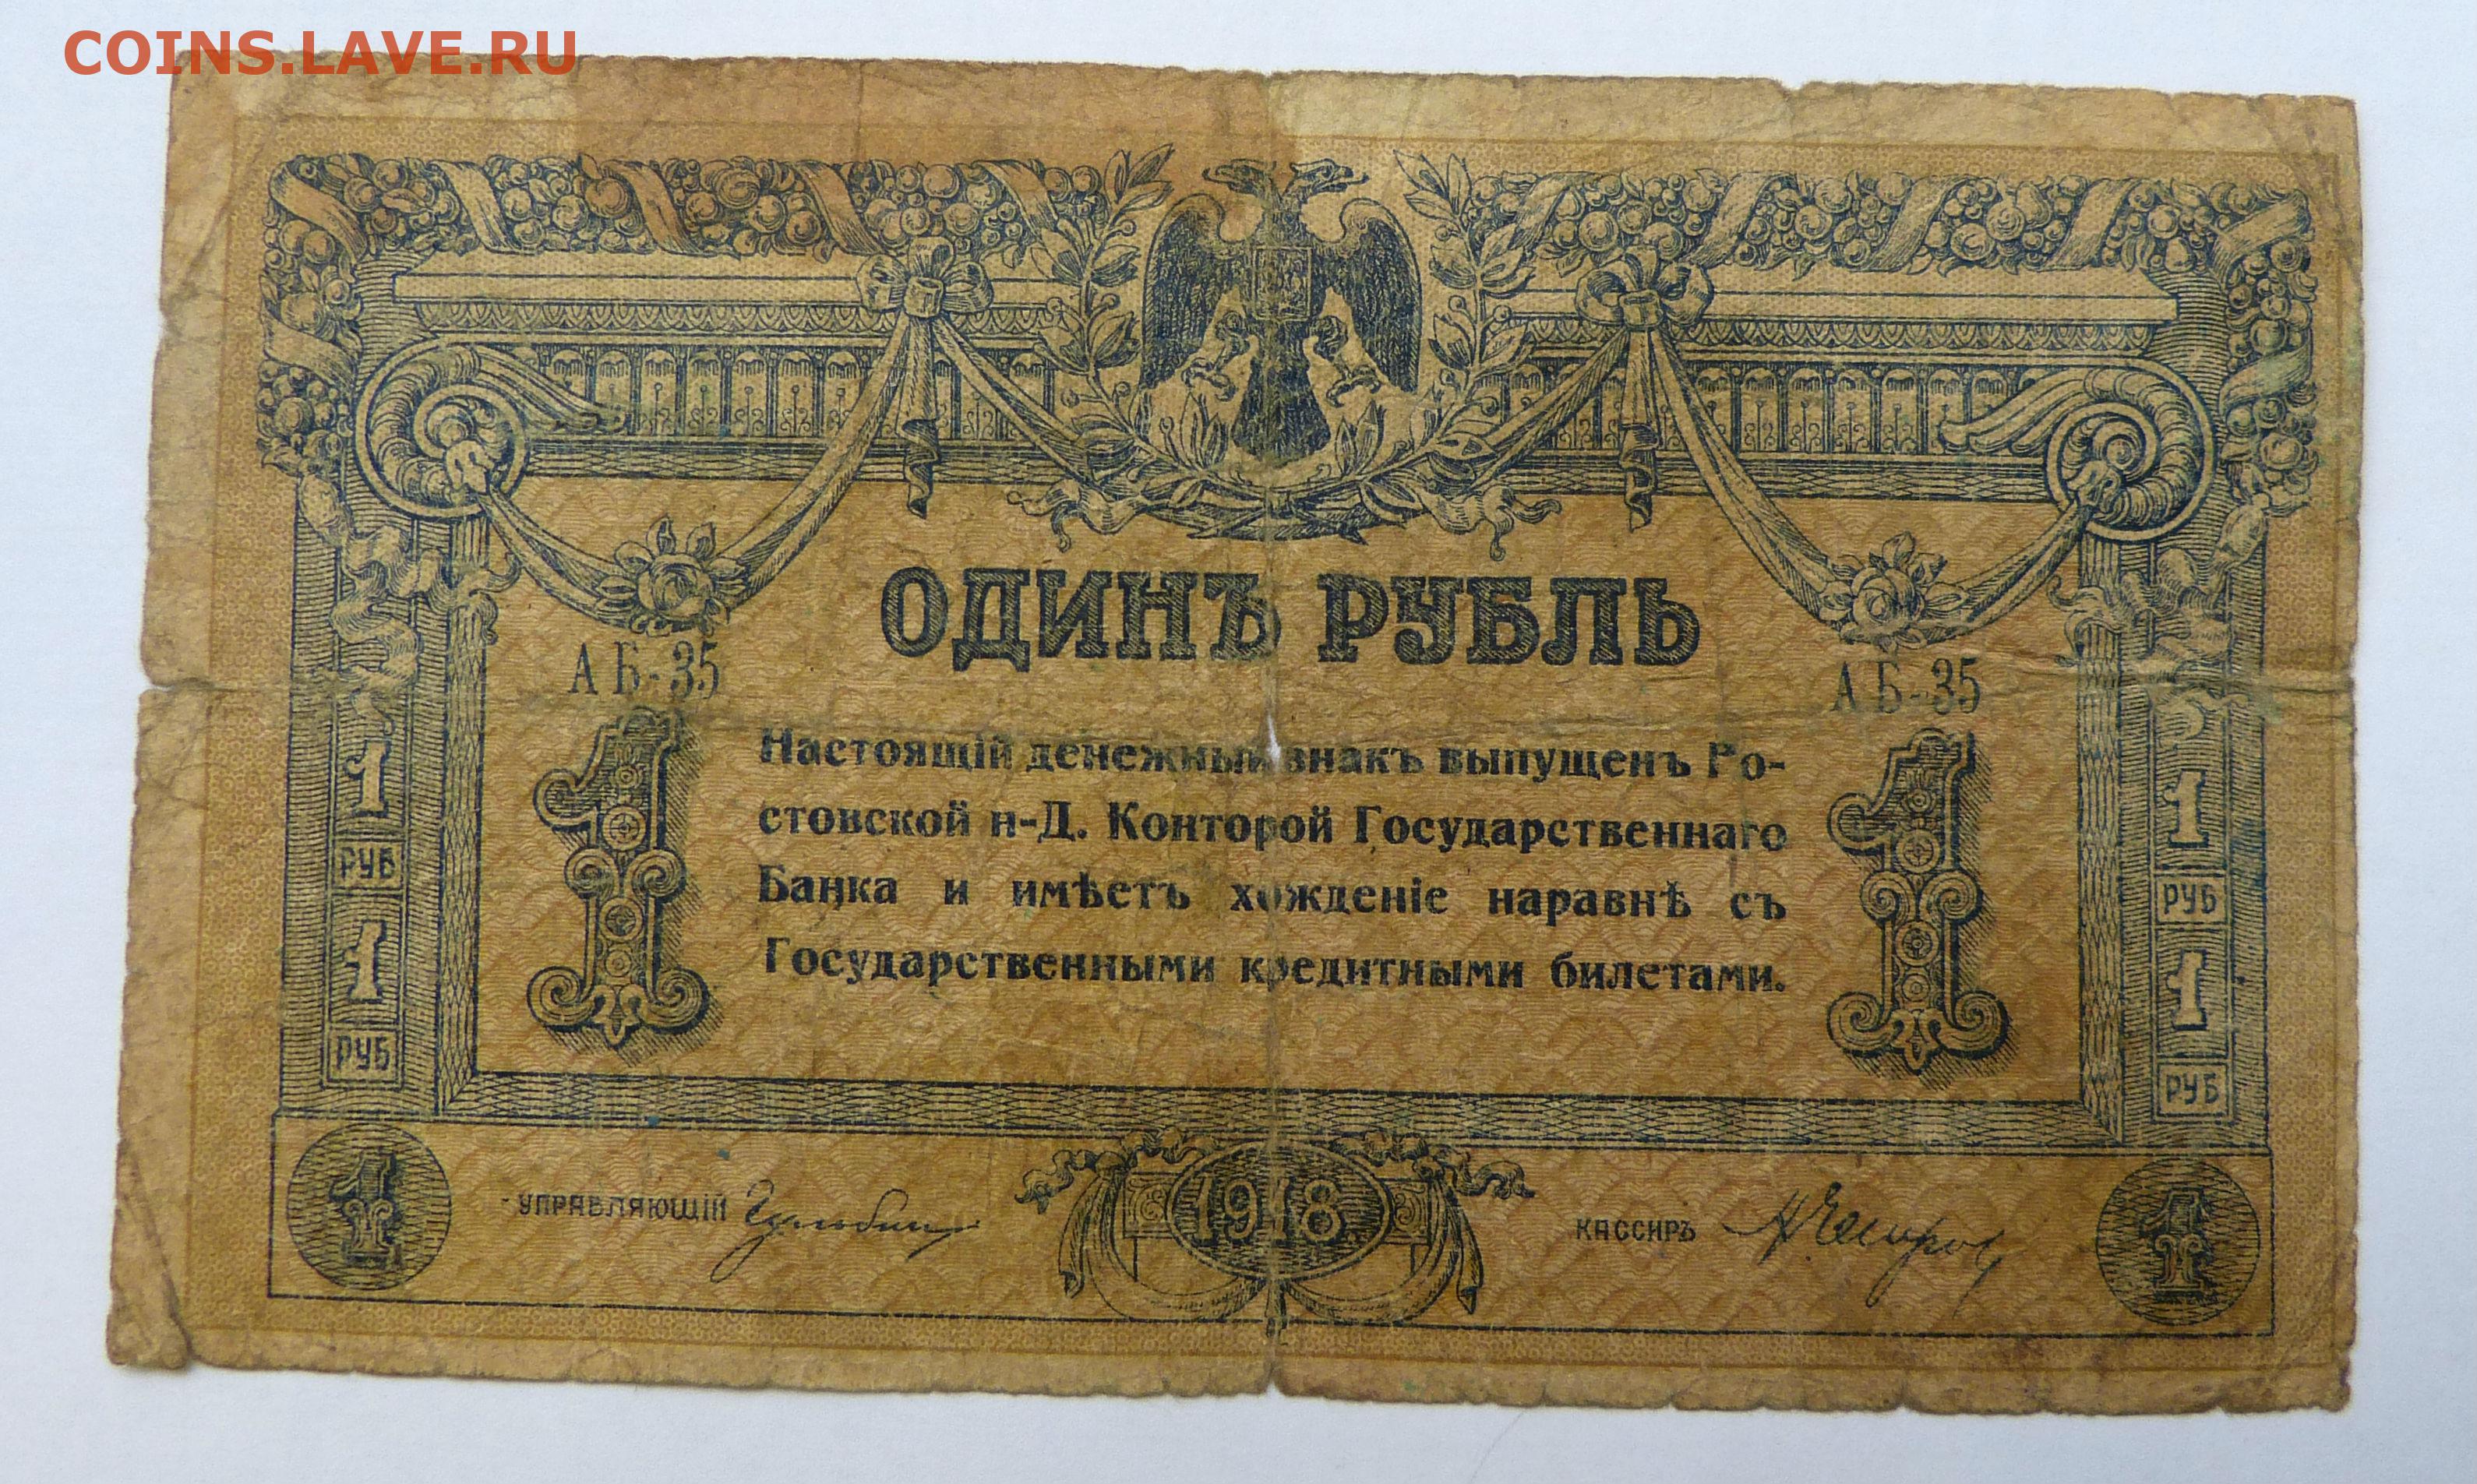 COINS.LAVE.RU
ОДИНЪ РУБЛЬ
АБ-35 АБ-35
1 1
Настоящій денежный знакъ выпущенъ Ро-
стовской н-Д. Конторой Государственнаго
Банка и имѣетъ хожденіе наравнѣ съ
Государственными кредитными билетами.
1 1
РУБ РУБ
1 1
РУБ РУБ
1 УПРАВЛЯЮЩІЙ 1918. КАССИРЪ 1